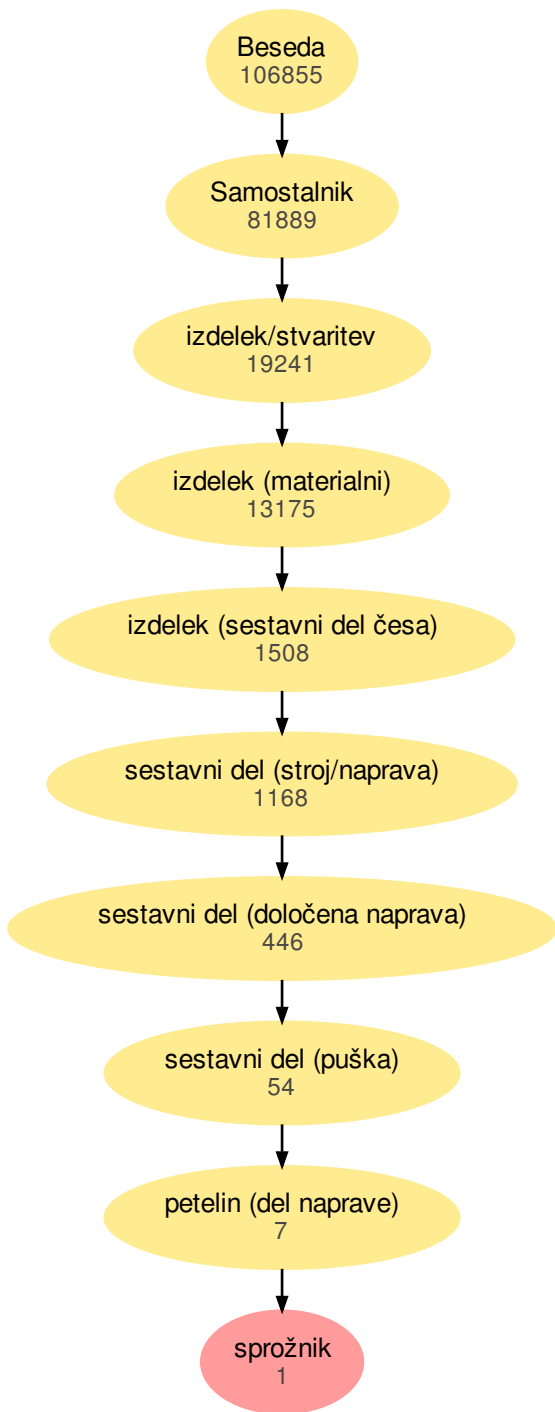 Beseda
106855
Samostalnik
81889
izdelek/stvaritev
19241
izdelek (materialni)
13175
izdelek (sestavni del česa)
1508
sestavni del (stroj/naprava)
1168
sestavni del (določena naprava)
446
sestavni del (puška)
54
petelin (del naprave)
7
sprožnik
1